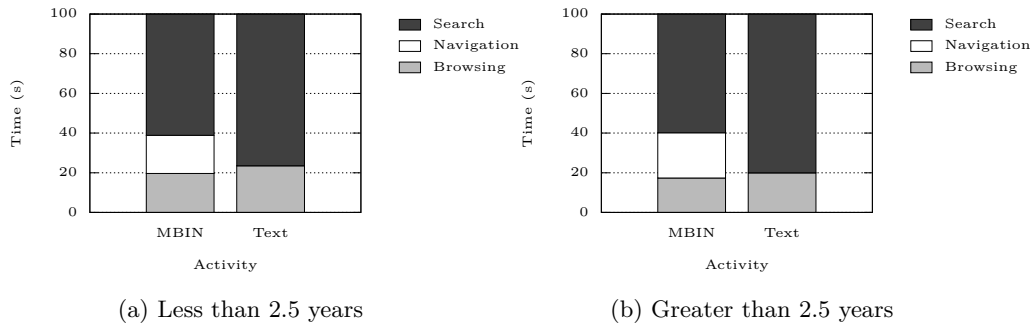 100
80
60
40
20
0
Time (s)
MBIN Text
Activity
Search
Navigation
Browsing
(a) Less than 2.5 years
100
80
60
40
20
0
Time (s)
MBIN Text
Activity
Search
Navigation
Browsing
(b) Greater than 2.5 years